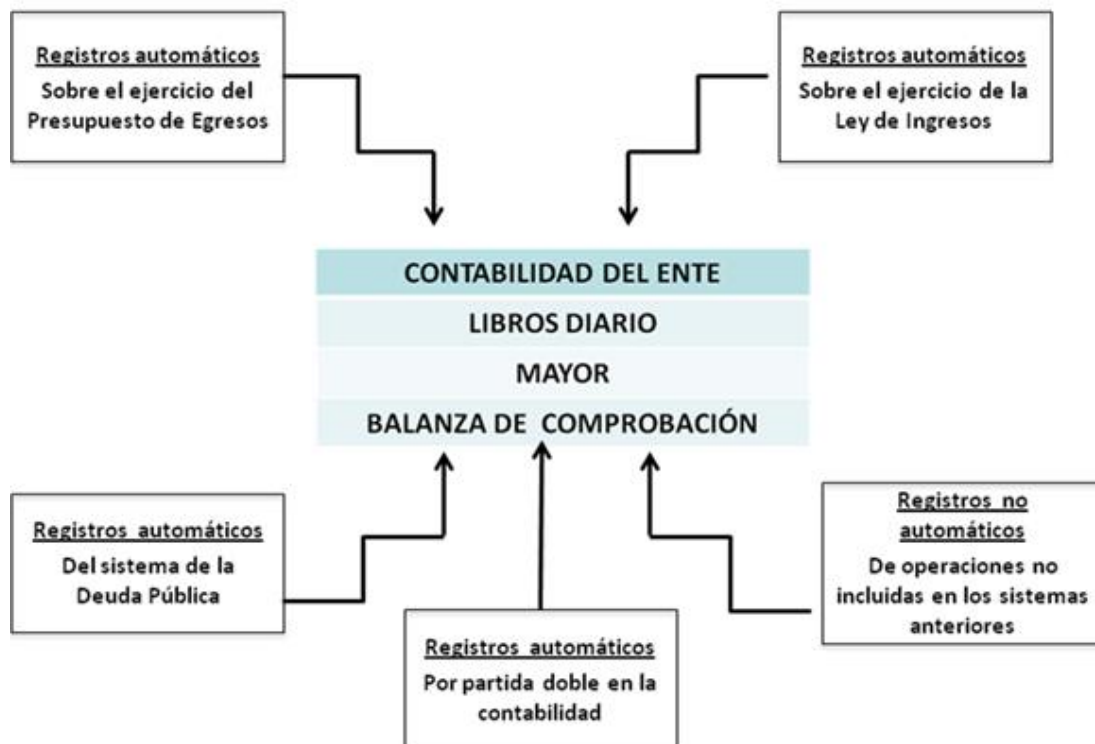 Registros automáticos
Sobre el ejercicio del
Presupuesto de Egresos
Registros automáticos
Sobre el ejercicio de la
Ley de Ingresos
CONTABILIDAD DEL ENTE
LIBROS DIARIO
MAYOR
BALANZA DE COMPROBACIÓN
Registros automáticos
Del sistema de la
Deuda Pública
Registros automáticos
Por partida doble en la
contabilidad
Registros no
automáticos
De operaciones no
incluidas en los sistemas
anteriores